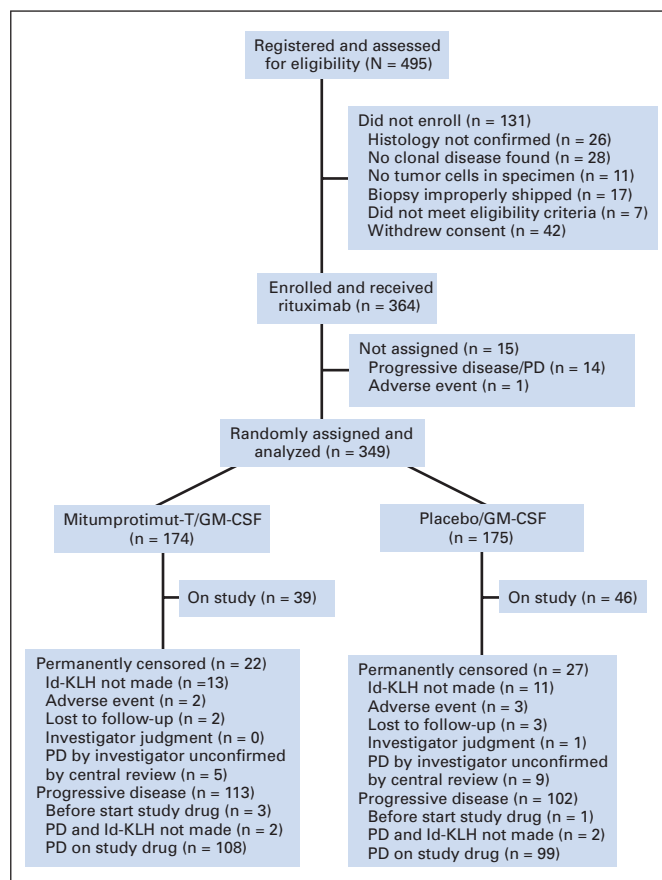 Registered and assessed
for eligibility (N = 495)
Did not enroll (n = 131)
Histology not confirmed (n = 26)
No clonal disease found (n = 28)
No tumor cells in specimen (n = 11)
Biopsy improperly shipped (n = 17)
Did not meet eligibility criteria (n = 7)
Withdrew consent (n = 42)
Enrolled and received
rituximab (n = 364)
Not assigned (n = 15)
Progressive disease/PD (n = 14)
Adverse event (n = 1)
Randomly assigned and
analyzed (n = 349)
Mitumprotimut-T/GM-CSF
(n = 174)
On study (n = 39)
Permanently censored (n = 22)
Id-KLH not made (n =13)
Adverse event (n = 2)
Lost to follow-up (n = 2)
Investigator judgment (n = 0)
PD by investigator unconfirmed
by central review (n = 5)
Progressive disease (n = 113)
Before start study drug (n = 3)
PD and Id-KLH not made (n = 2)
PD on study drug (n = 108)
Placebo/GM-CSF
(n = 175)
On study (n = 46)
Permanently censored (n = 27)
Id-KLH not made (n = 11)
Adverse event (n = 3)
Lost to follow-up (n = 3)
Investigator judgment (n = 1)
PD by investigator unconfirmed
by central review (n = 9)
Progressive disease (n = 102)
Before start study drug (n = 1)
PD and Id-KLH not made (n = 2)
PD on study drug (n = 99)